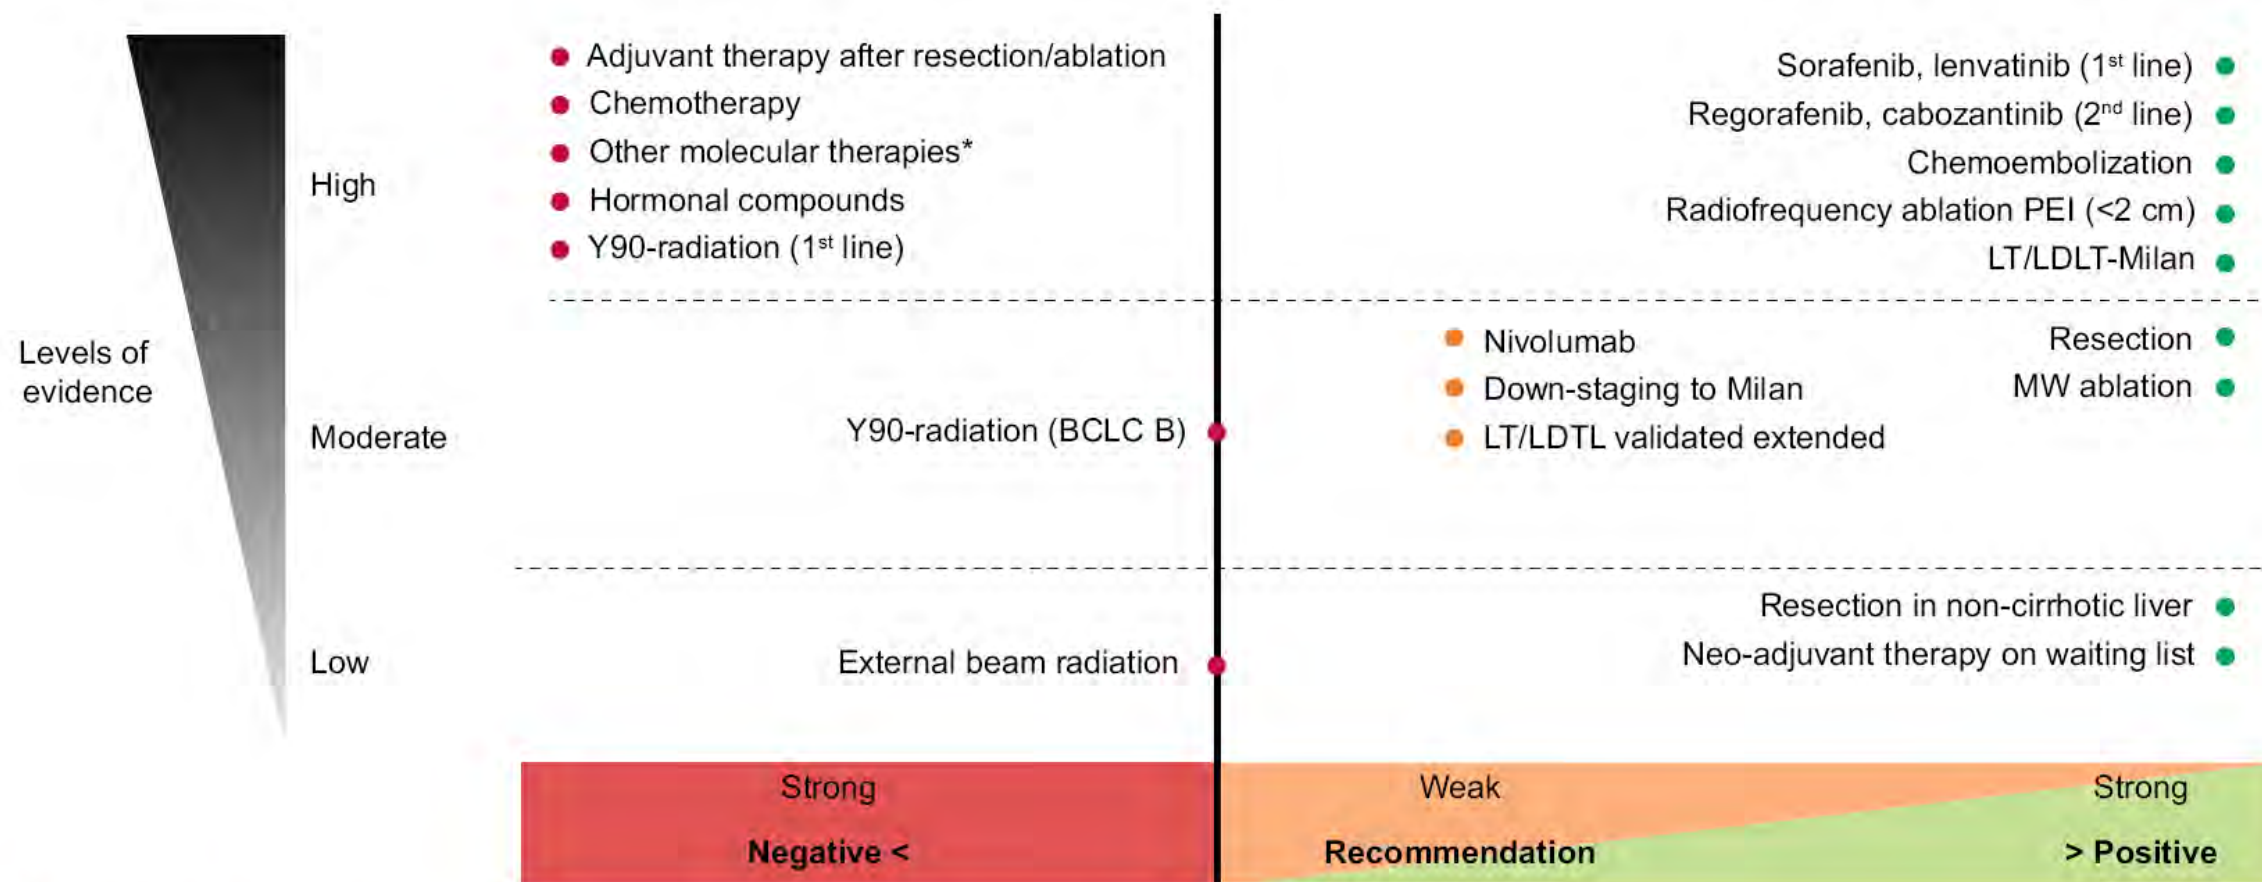 Levels of
evidence
High
Adjuvant therapy after resection/ablation
Chemotherapy
Other molecular therapies*
Hormonal compounds
Y90-radiation (1st line)
Sorafenib, lenvatinib (1st line)
Regorafenib, cabozantinib (2nd line)
Chemoembolization
Radiofrequency ablation PEI (<2 cm)
LT/LDLT-Milan
Moderate
Y90-radiation (BCLC B)
Nivolumab
Down-staging to Milan
LT/LDTL validated extended
Resection
MW ablation
Low
External beam radiation
Resection in non-cirrhotic liver
Neo-adjuvant therapy on waiting list
Strong
Weak
Strong
Negative <
Recommendation
> Positive